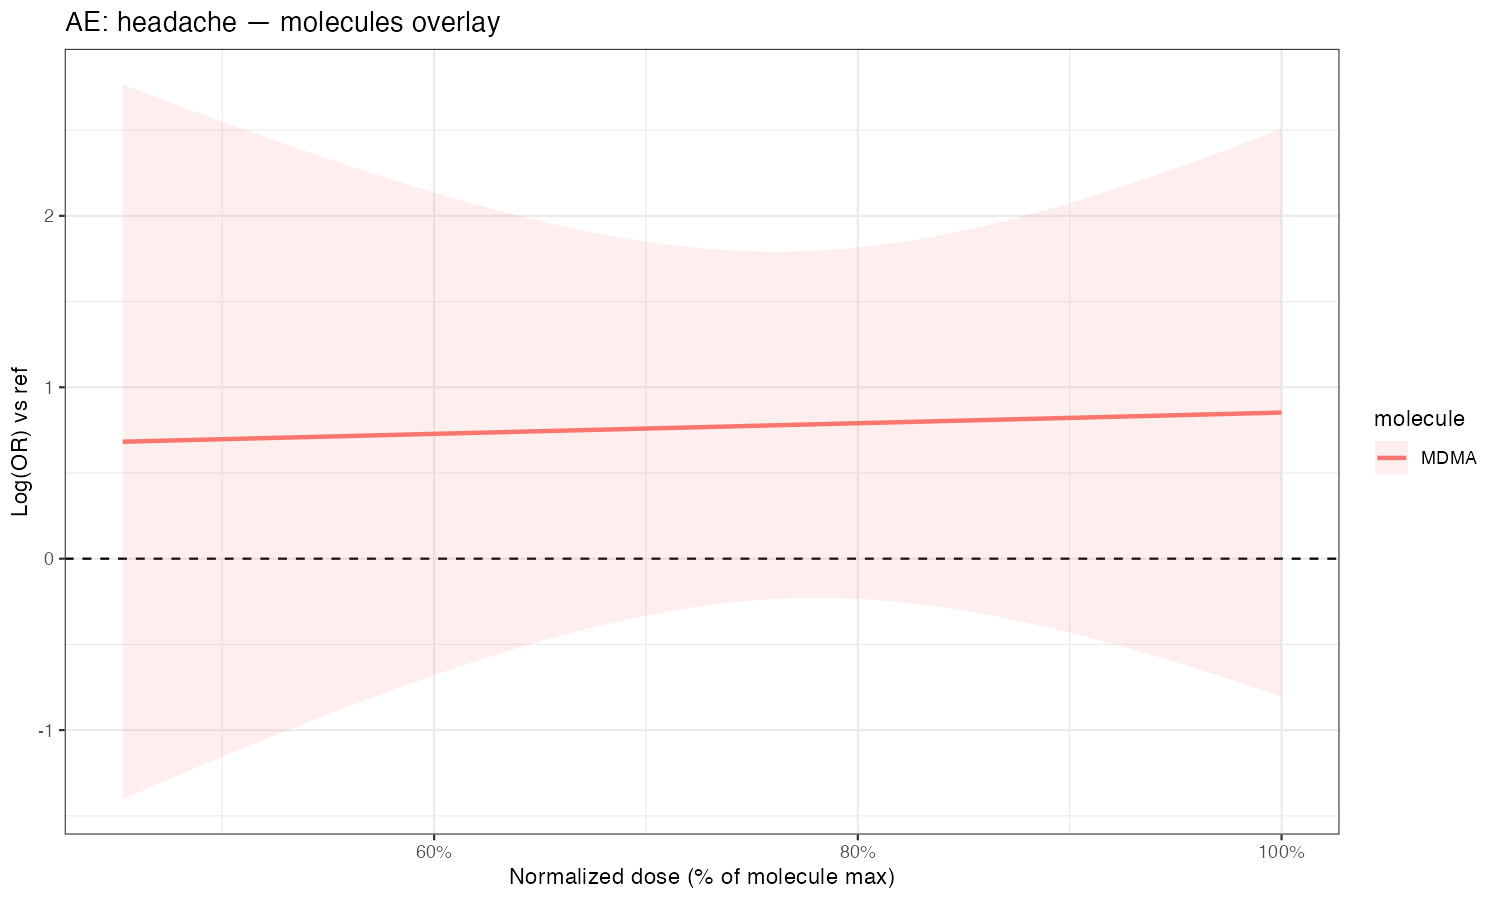 AE: headache — molecules overlay
Log(OR) vs ref
2
1
0
-1
60%
80%
100%
Normalized dose (% of molecule max)
molecule
MDMA